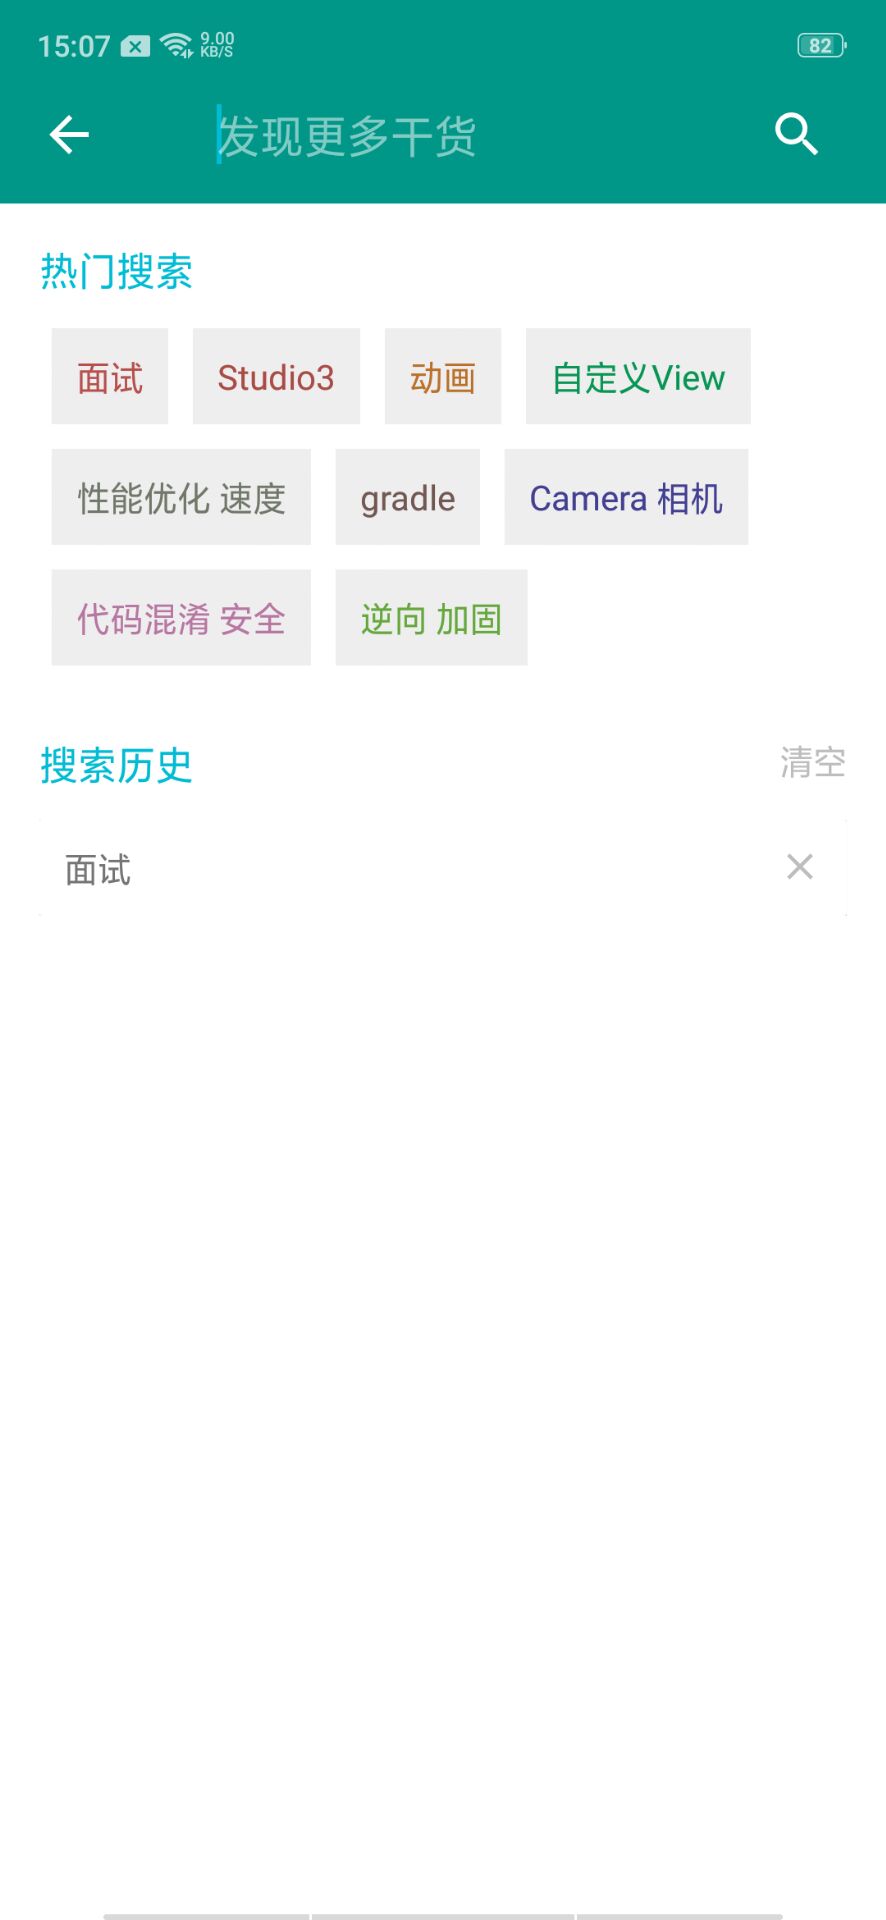 15:07 9.00 KB/S 82
发现更多干货
热门搜索
面试 Studio3 动画 自定义View
性能优化 速度 gradle Camera 相机
代码混淆 安全 逆向 加固
搜索历史 清空
面试